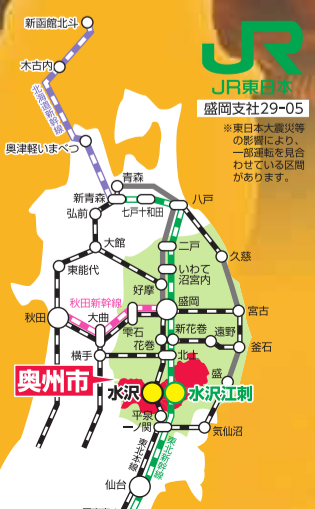 新函館北斗
木古内
北海道新幹線
奥津軽いまべつ
JR
JR東日本
盛岡支社29-05
※東日本大震災等
の影響により、
一部運転を見合
わせている区間
があります。
青森
新青森
七戸十和田
八戸
弘前
大館
二戸
東能代
いわて
沼宮内
久慈
好摩
秋田新幹線
盛岡
秋田
大曲
雫石
宮古
新花巻
遠野
花巻
釜石
横手
北上
盛
奥州市
水沢
水沢江刺
平泉
一ノ関
気仙沼
東北本線
東北新幹線
仙台